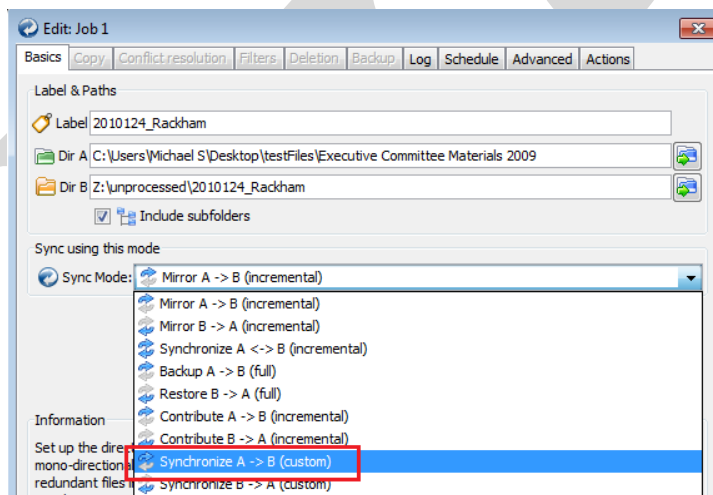 Edit: Job 1
Basics Copy Conflict resolution Filters Deletion Backup Log Schedule Advanced Actions
Label & Paths
Label 2010124_Rackham
Dir A C:\Users\Michael S\Desktop\testFiles\Executive Committee Materials 2009
Dir B Z:\unprocessed\2010124_Rackham
Include subfolders
Sync using this mode
Sync Mode: Mirror A -> B (incremental)
Mirror A -> B (incremental)
Mirror B -> A (incremental)
Synchronize A <-> B (incremental)
Backup A -> B (full)
Restore B -> A (full)
Contribute A -> B (incremental)
Information
Contribute B -> A (incremental)
Set up the
Synchronize A -> B (custom)
mono-directional
Synchronize B -> A (custom)
redundant files